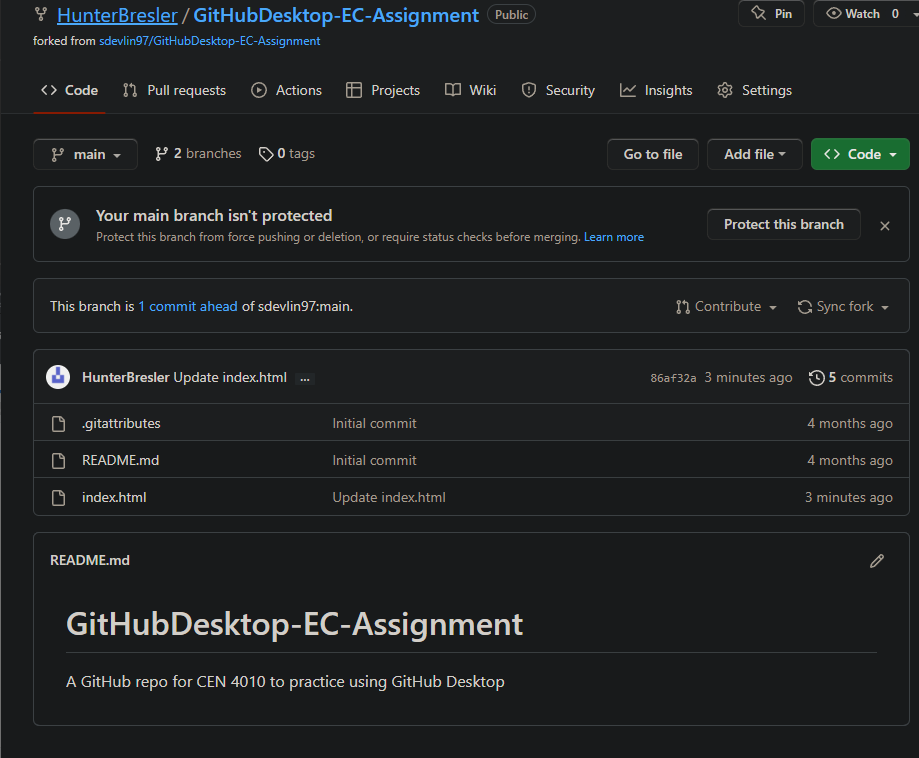 HunterBresler / GitHubDesktop-EC-Assignment Public Pin Watch 0
forked from sdevlin97/GitHubDesktop-EC-Assignment
Code Pull requests Actions Projects Wiki Security Insights Settings
main 2 branches 0 tags Go to file Add file Code
Your main branch isn't protected
Protect this branch from force pushing or deletion, or require status checks before merging. Learn more
Protect this branch
This branch is 1 commit ahead of sdevlin97:main. Contribute Sync fork
HunterBresler Update index.html ... 86af32a 3 minutes ago 5 commits
.gitattributes Initial commit 4 months ago
README.md Initial commit 4 months ago
index.html Update index.html 3 minutes ago
README.md
GitHubDesktop-EC-Assignment
A GitHub repo for CEN 4010 to practice using GitHub Desktop